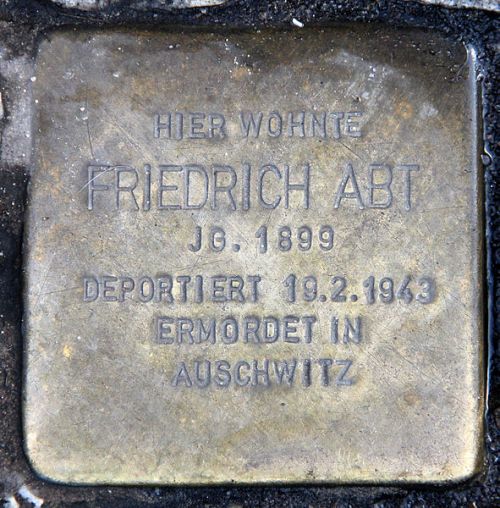 HIER WOHNTE
FRIEDRICH ABT
JG. 1899
DEPORTIERT 19.2.1943
ERMORDET IN
AUSCHWITZ